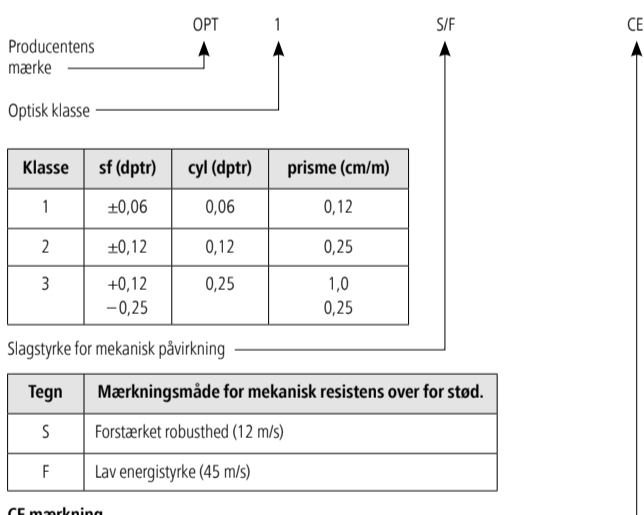 OPT 1 S/F CE
Producentens
mærke
Optisk klasse
Klasse sf (dptr) cyl (dptr) prisme (cm/m)
1 ±0,06 0,06 0,12
2 ±0,12 0,12 0,25
3 +0,12 0,25 1,0
−0,25 0,25
Slagstyrke for mekanisk påvirkning
Tegn Mærkningsmåde for mekanisk resistens over for stød.
S Forstærket robusthed (12 m/s)
F Lav energistyrke (45 m/s)
CE mærkning